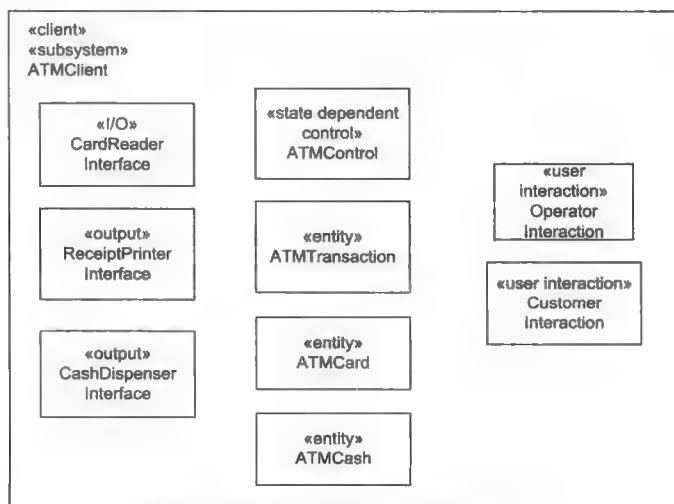 «client»
«subsystem»
ATMClient
«I/O»
CardReader
Interface
«output»
ReceiptPrinter
Interface
«output»
CashDispenser
Interface
«state dependent
control»
ATMControl
«entity»
ATMTransaction
«entity»
ATMCard
«entity»
ATMCash
«user
interaction»
Operator
Interaction
«user interaction»
Customer
Interaction